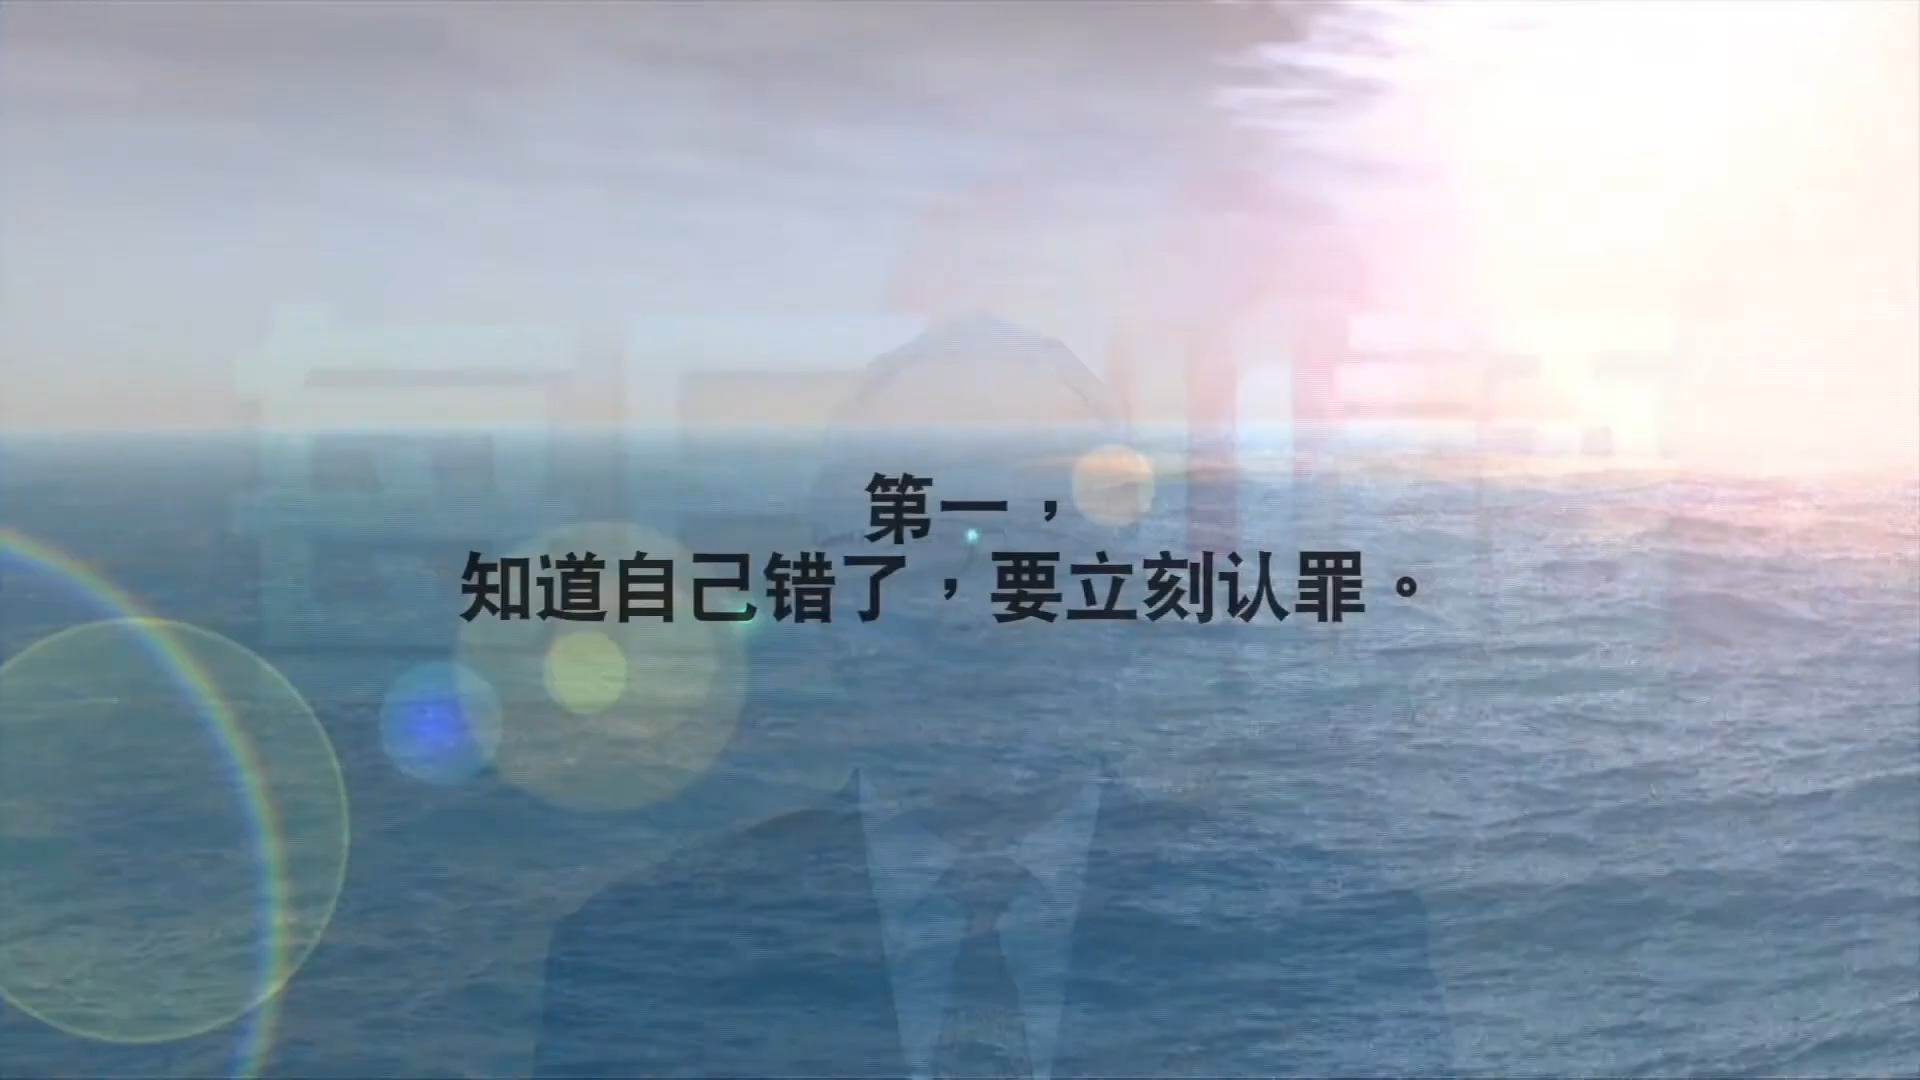 第一，
知道自己错了，要立刻认罪。